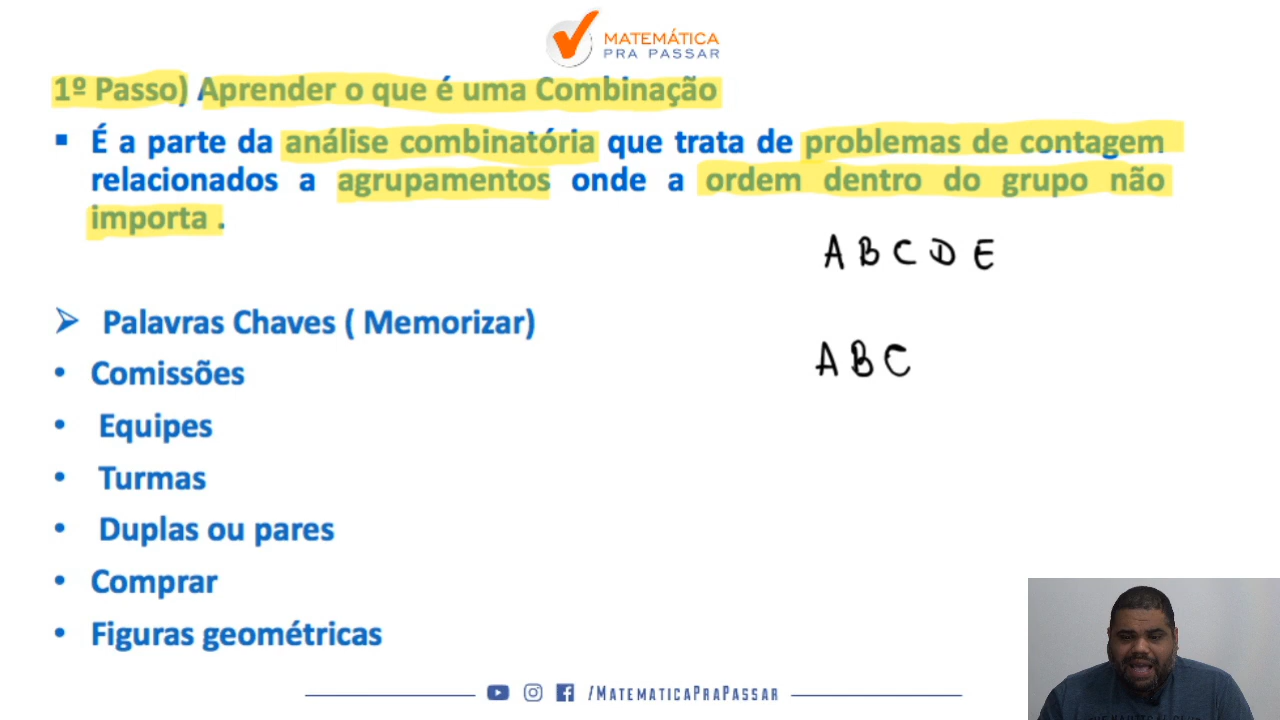 MATEMÁTICA
PRA PASSAR
1º Passo) Aprender o que é uma Combinação
▪ É a parte da análise combinatória que trata de problemas de contagem
relacionados a agrupamentos onde a ordem dentro do grupo não
importa .
A B C D E
➢ Palavras Chaves ( Memorizar)
A B C
• Comissões
• Equipes
• Turmas
• Duplas ou pares
• Comprar
• Figuras geométricas
/MATEMATICAPRAPASSAR